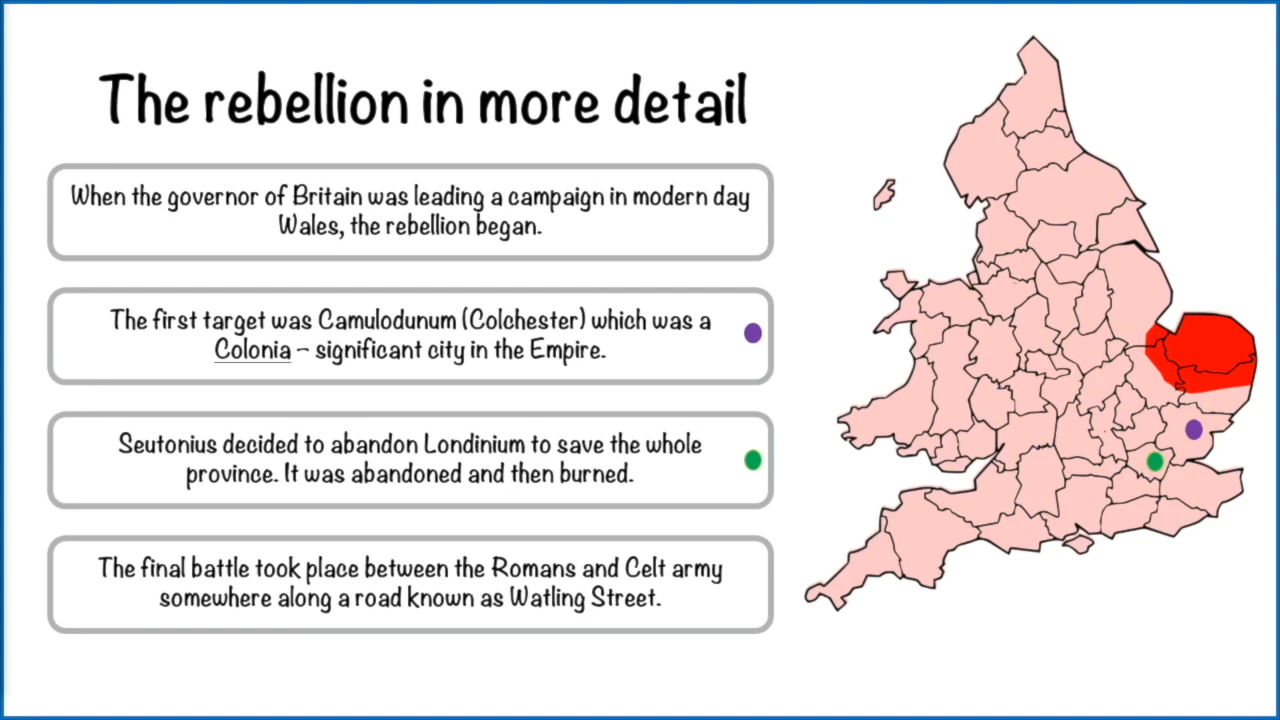 The rebellion in more detail
When the governor of Britain was leading a campaign in modern day
Wales, the rebellion began.
The first target was Camulodunum (Colchester) which was a
Colonia – significant city in the Empire.
Seutonius decided to abandon Londinium to save the whole
province. It was abandoned and then burned.
The final battle took place between the Romans and Celt army
somewhere along a road known as Watling Street.